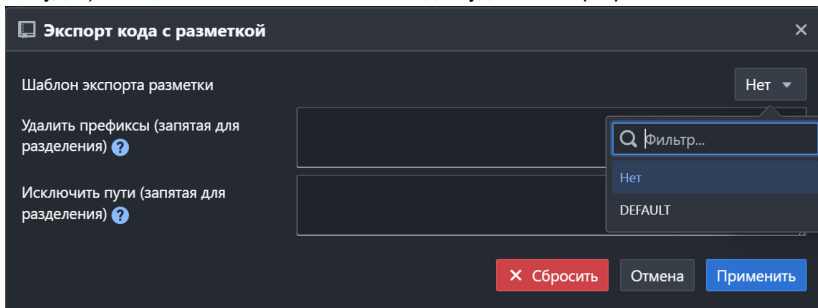 Экспорт кода с разметкой
Шаблон экспорта разметки
Нет
Удалить префиксы (запятая для
разделения) ?
Фильтр...
Нет
DEFAULT
Исключить пути (запятая для
разделения) ?
Сбросить
Отмена
Применить